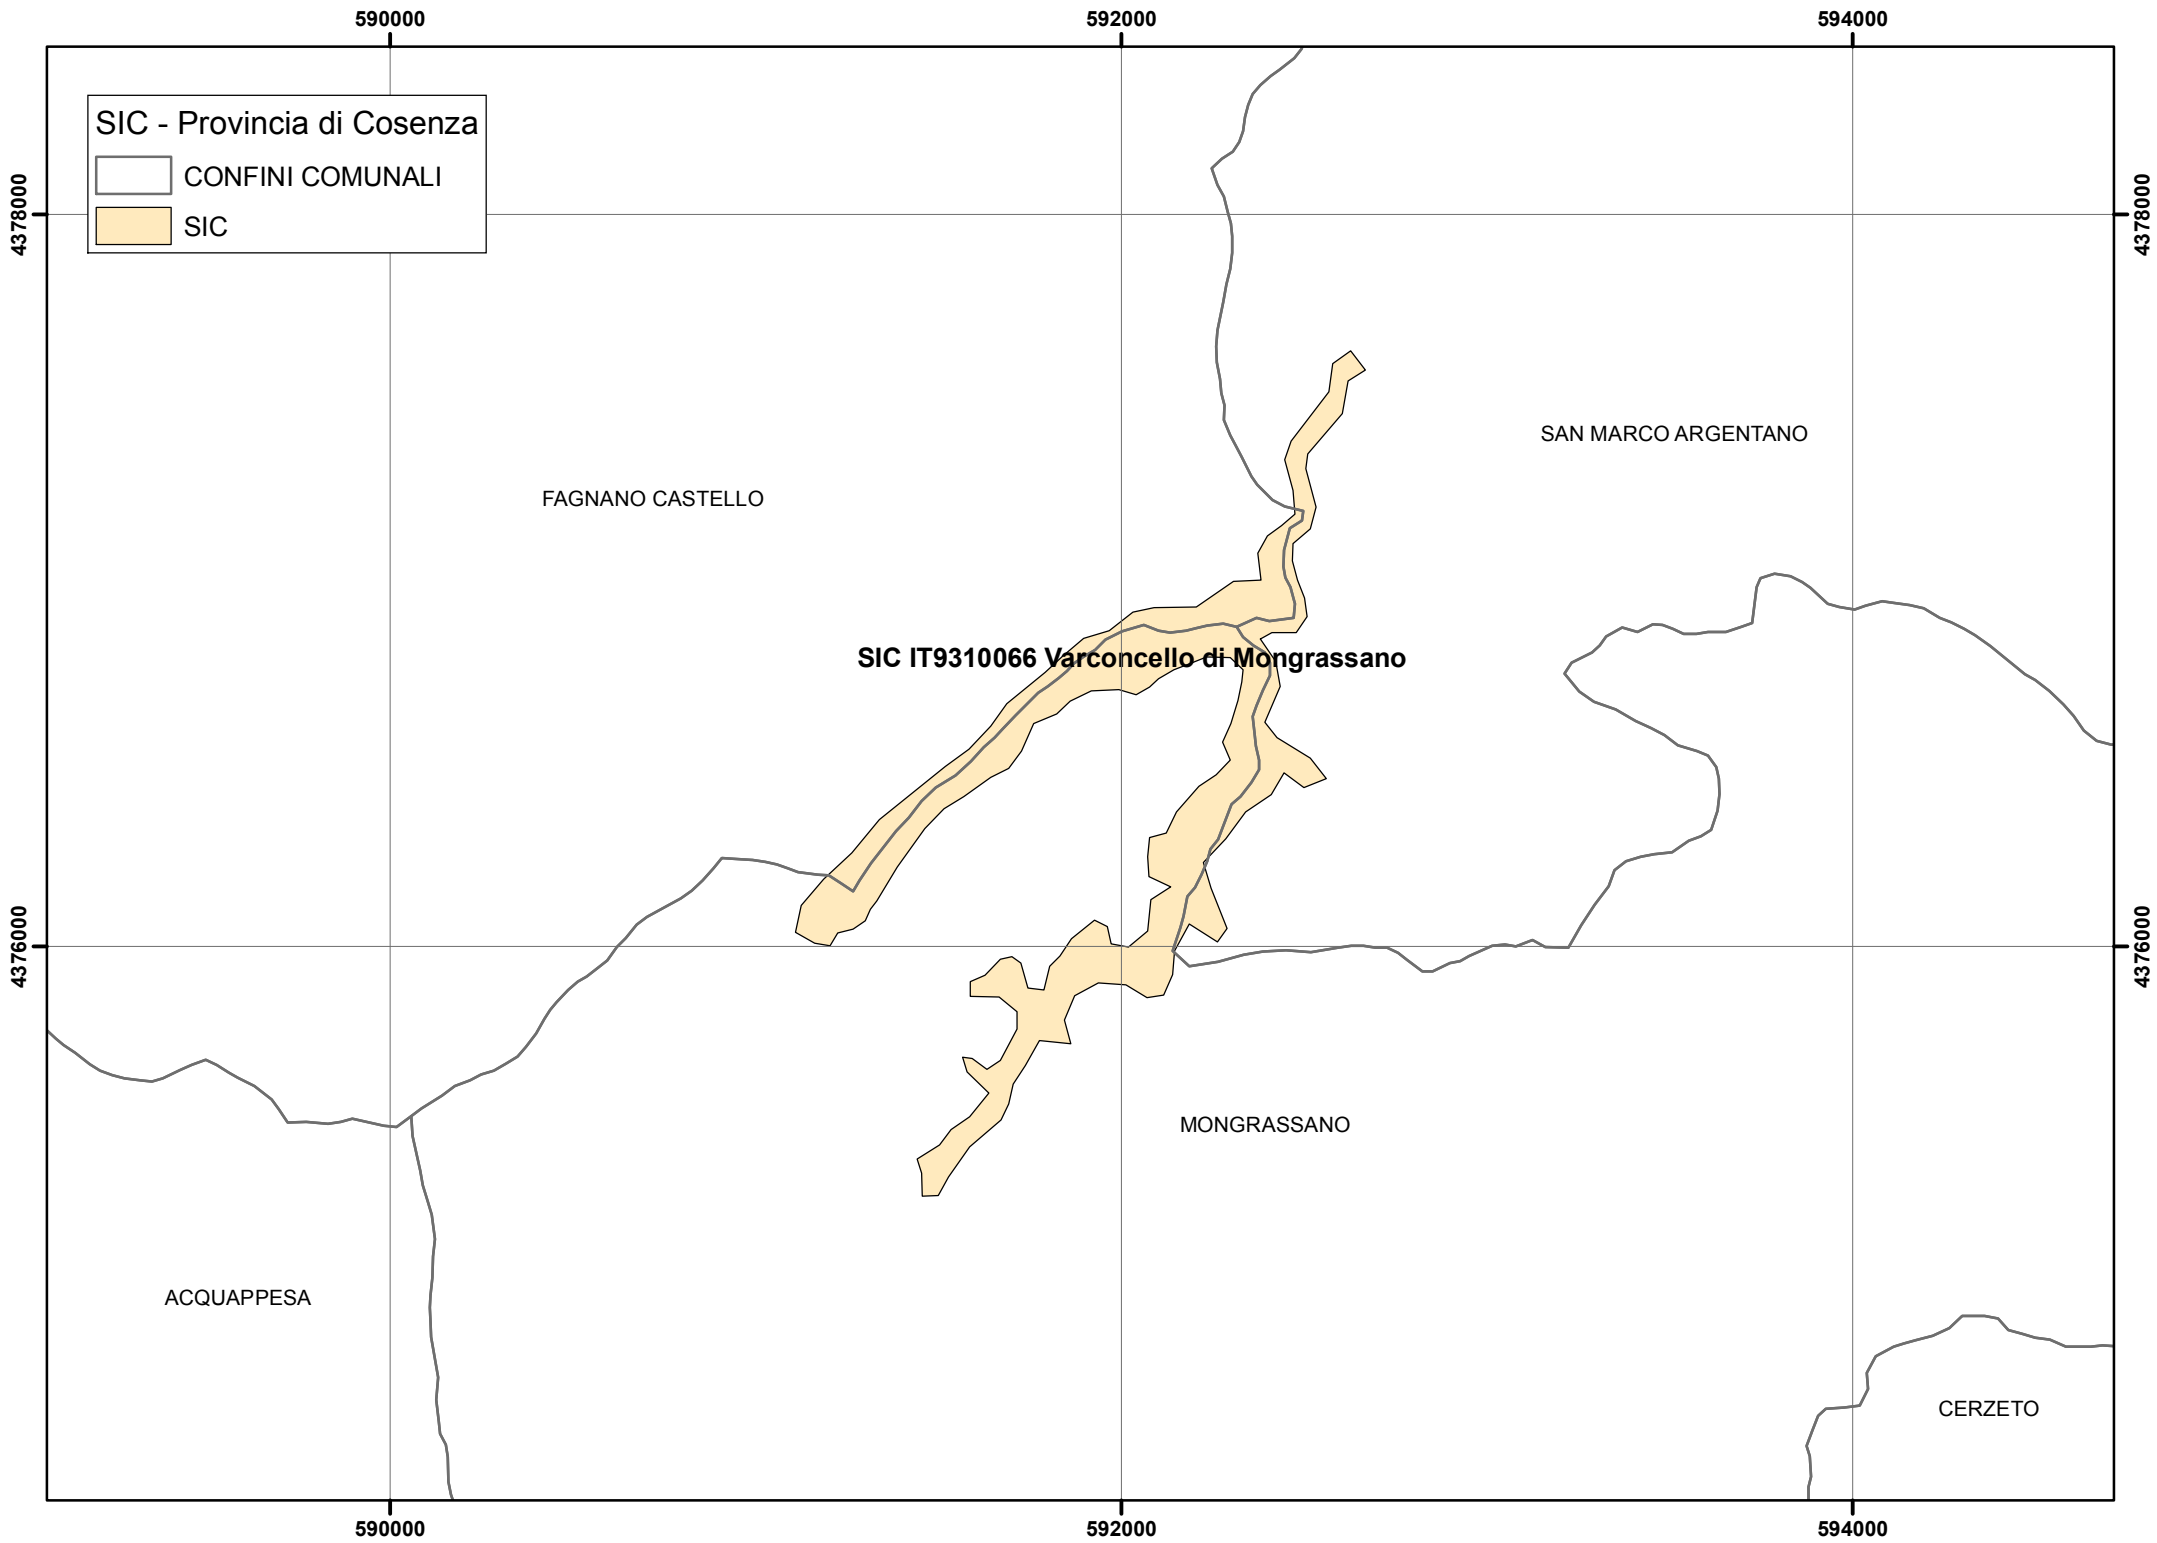 590000
592000
594000
SIC - Provincia di Cosenza
CONFINI COMUNALI
SIC
4378000
4378000
SAN MARCO ARGENTANO
FAGNANO CASTELLO
SIC IT9310066 Varconcello di Mongrassano
4376000
4376000
MONGRASSANO
ACQUAPPESA
CERZETO
590000
592000
594000